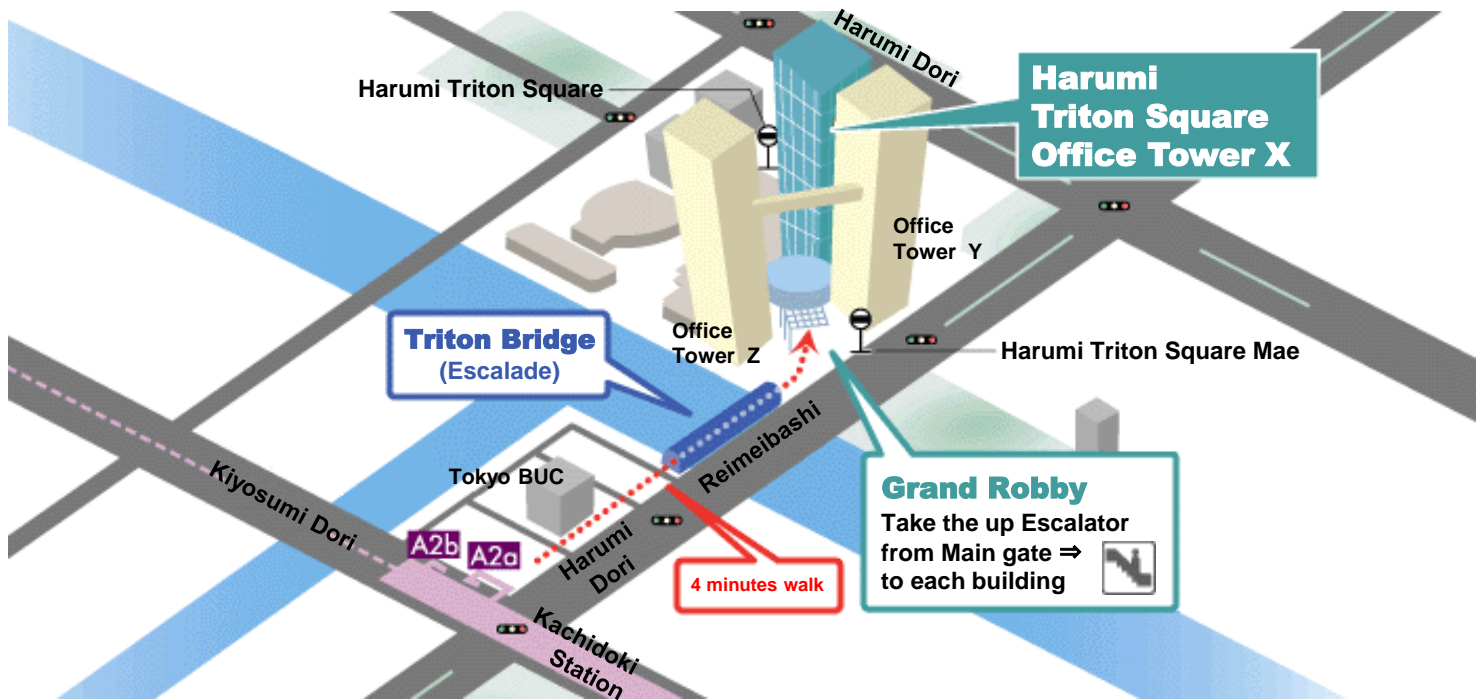 Harumi Dori
Harumi Triton Square
Harumi
Triton Square
Office Tower X
Office
Tower Y
Triton Bridge
(Escalade)
Office
Tower Z
Harumi Triton Square Mae
Reimeibashi
Kiyosumi Dori
Tokyo BUC
A2b
A2a
Harumi
Dori
4 minutes walk
Grand Robby
Take the up Escalator
from Main gate ⇒
to each building
Kachidoki
Station